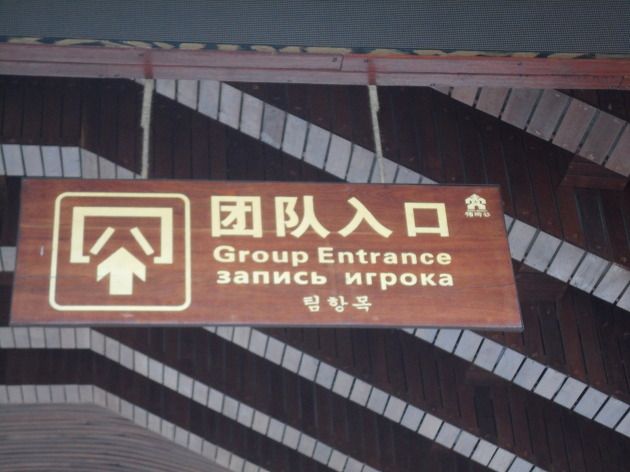 团队入口
Group Entrance
запись игрока
팀항목